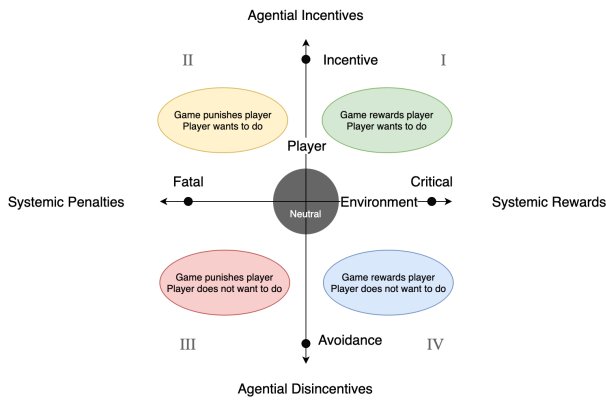 Agential Incentives
II
I
Incentive
Game punishes player
Player wants to do
Game rewards player
Player wants to do
Player
Fatal
Critical
Systemic Penalties
Environment
Systemic Rewards
Neutral
Game punishes player
Player does not want to do
Game rewards player
Player does not want to do
Avoidance
III
IV
Agential Disincentives